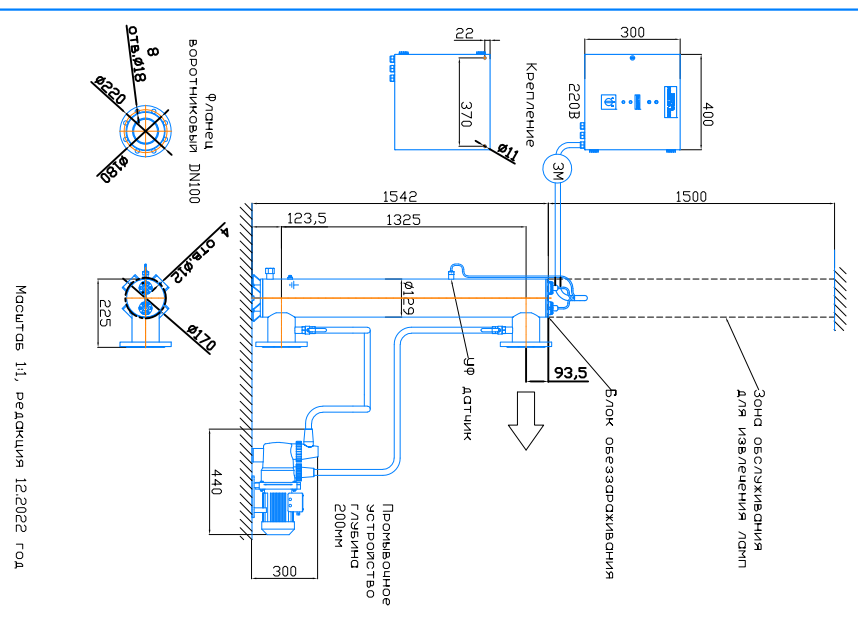 300
400
220В
3М
22
370
Ø11
Крепление
8
отв.Ø18
Ø220
Ø180
Фланец
воротниковый DN100
1542
1500
123,5
1325
Ø129
4 отв.Ø12
Ø170
225
93,5
УФ датчик
Блок обеззараживания
Зона обслуживания
для извлечения ламп
440
300
Промывочное
устройство
глубина
200мм
Масштаб 1:1, редакция 12.2022 год